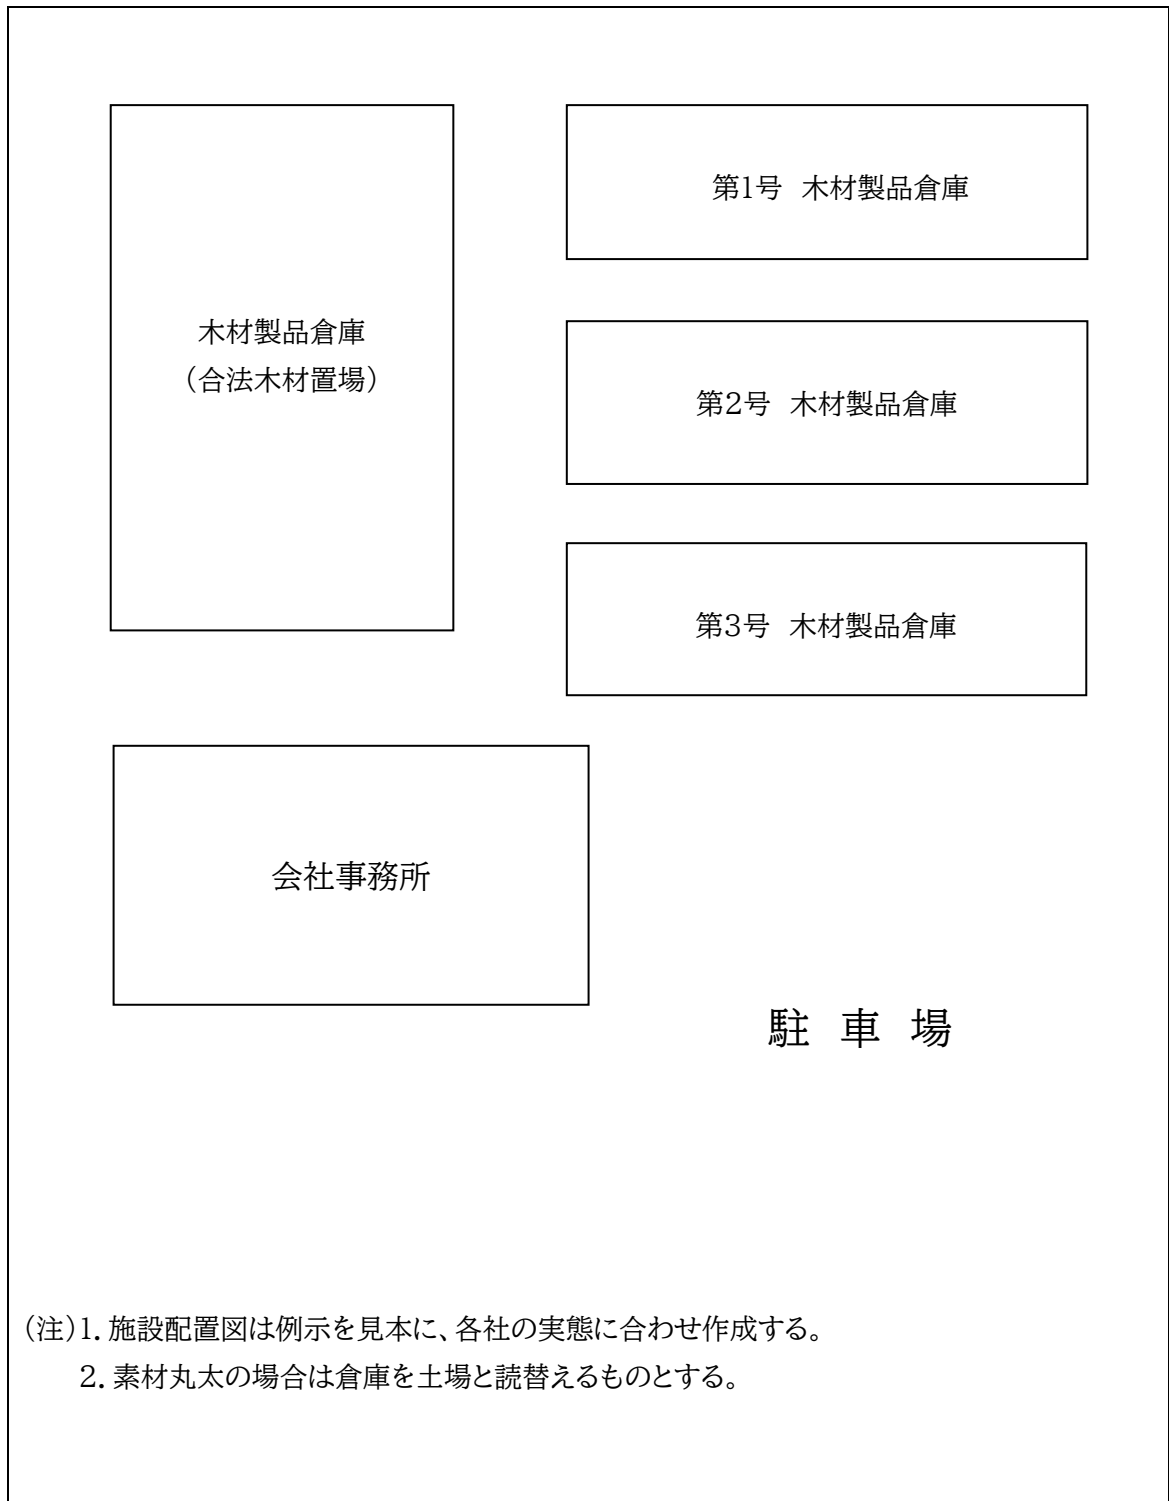 木材製品倉庫
（合法木材置場）
第1号 木材製品倉庫
第2号 木材製品倉庫
第3号 木材製品倉庫
会社事務所
駐 車 場
（注）1．施設配置図は例示を見本に、各社の実態に合わせ作成する。
2．素材丸太の場合は倉庫を土場と読替えるものとする。